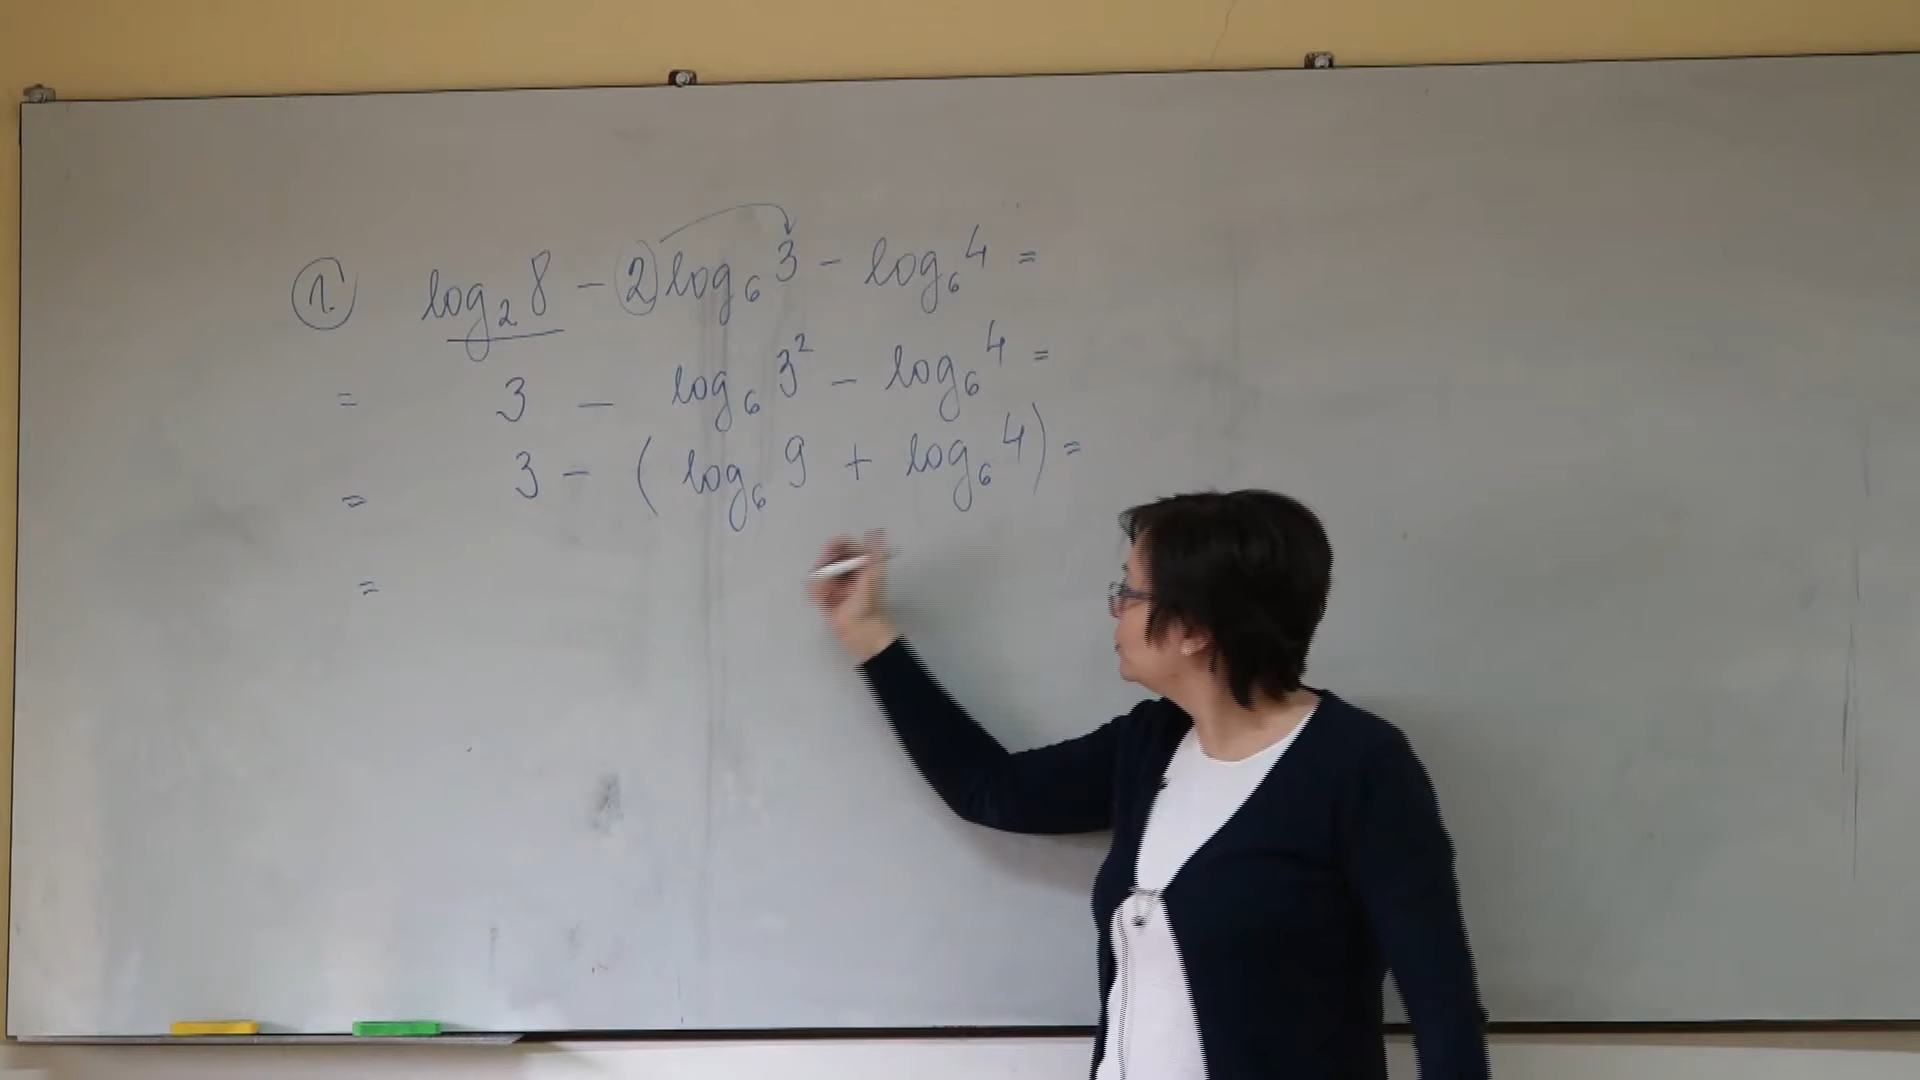 1. log₂8 - 2log₆3 - log₆4 =
= 3 - log₆3² - log₆4 =
= 3 - (log₆9 + log₆4) =
=